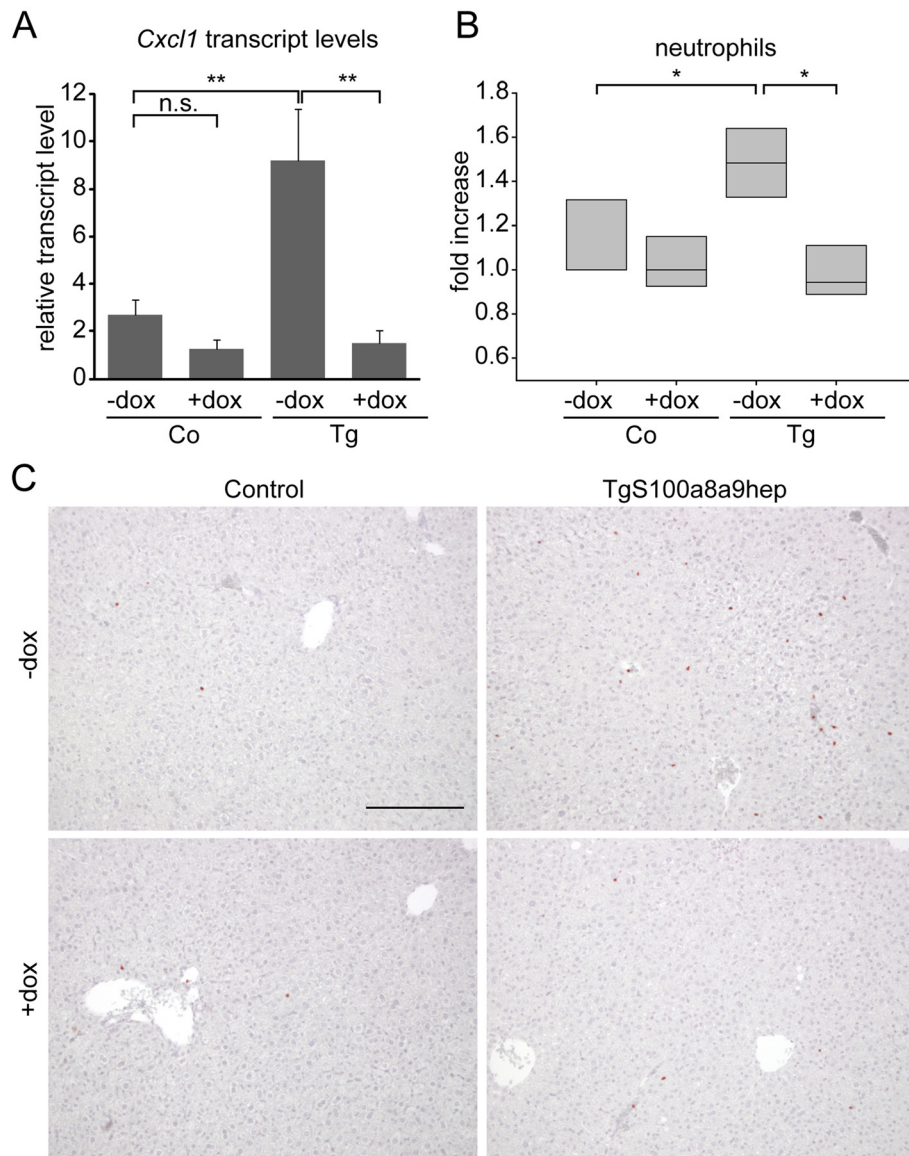 A
Cxcl1 transcript levels
**
**
n.s.
relative transcript level
12
10
8
6
4
2
0
-dox
+dox
-dox
+dox
Co
Tg
B
neutrophils
*
*
fold increase
1.8
1.6
1.4
1.2
1.0
0.8
0.6
-dox
+dox
-dox
+dox
Co
Tg
C
Control
TgS100a8a9hep
-dox
+dox